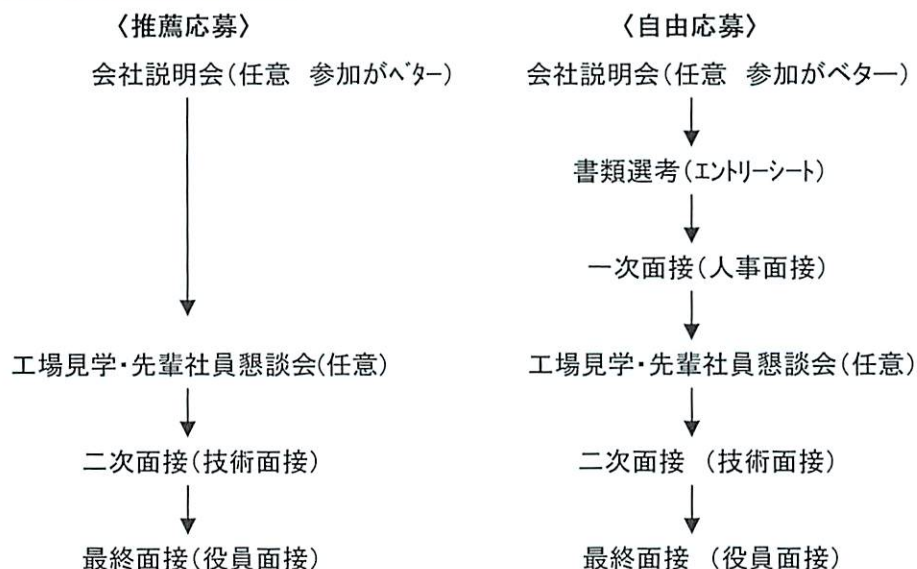 〈推薦応募〉
会社説明会(任意　参加がﾍﾞﾀｰ)
工場見学・先輩社員懇談会(任意)
二次面接(技術面接)
最終面接(役員面接)
〈自由応募〉
会社説明会(任意　参加がベター)
書類選考(ｴﾝﾄﾘｰｼｰﾄ)
一次面接(人事面接)
工場見学・先輩社員懇談会(任意)
二次面接　(技術面接)
最終面接　(役員面接)